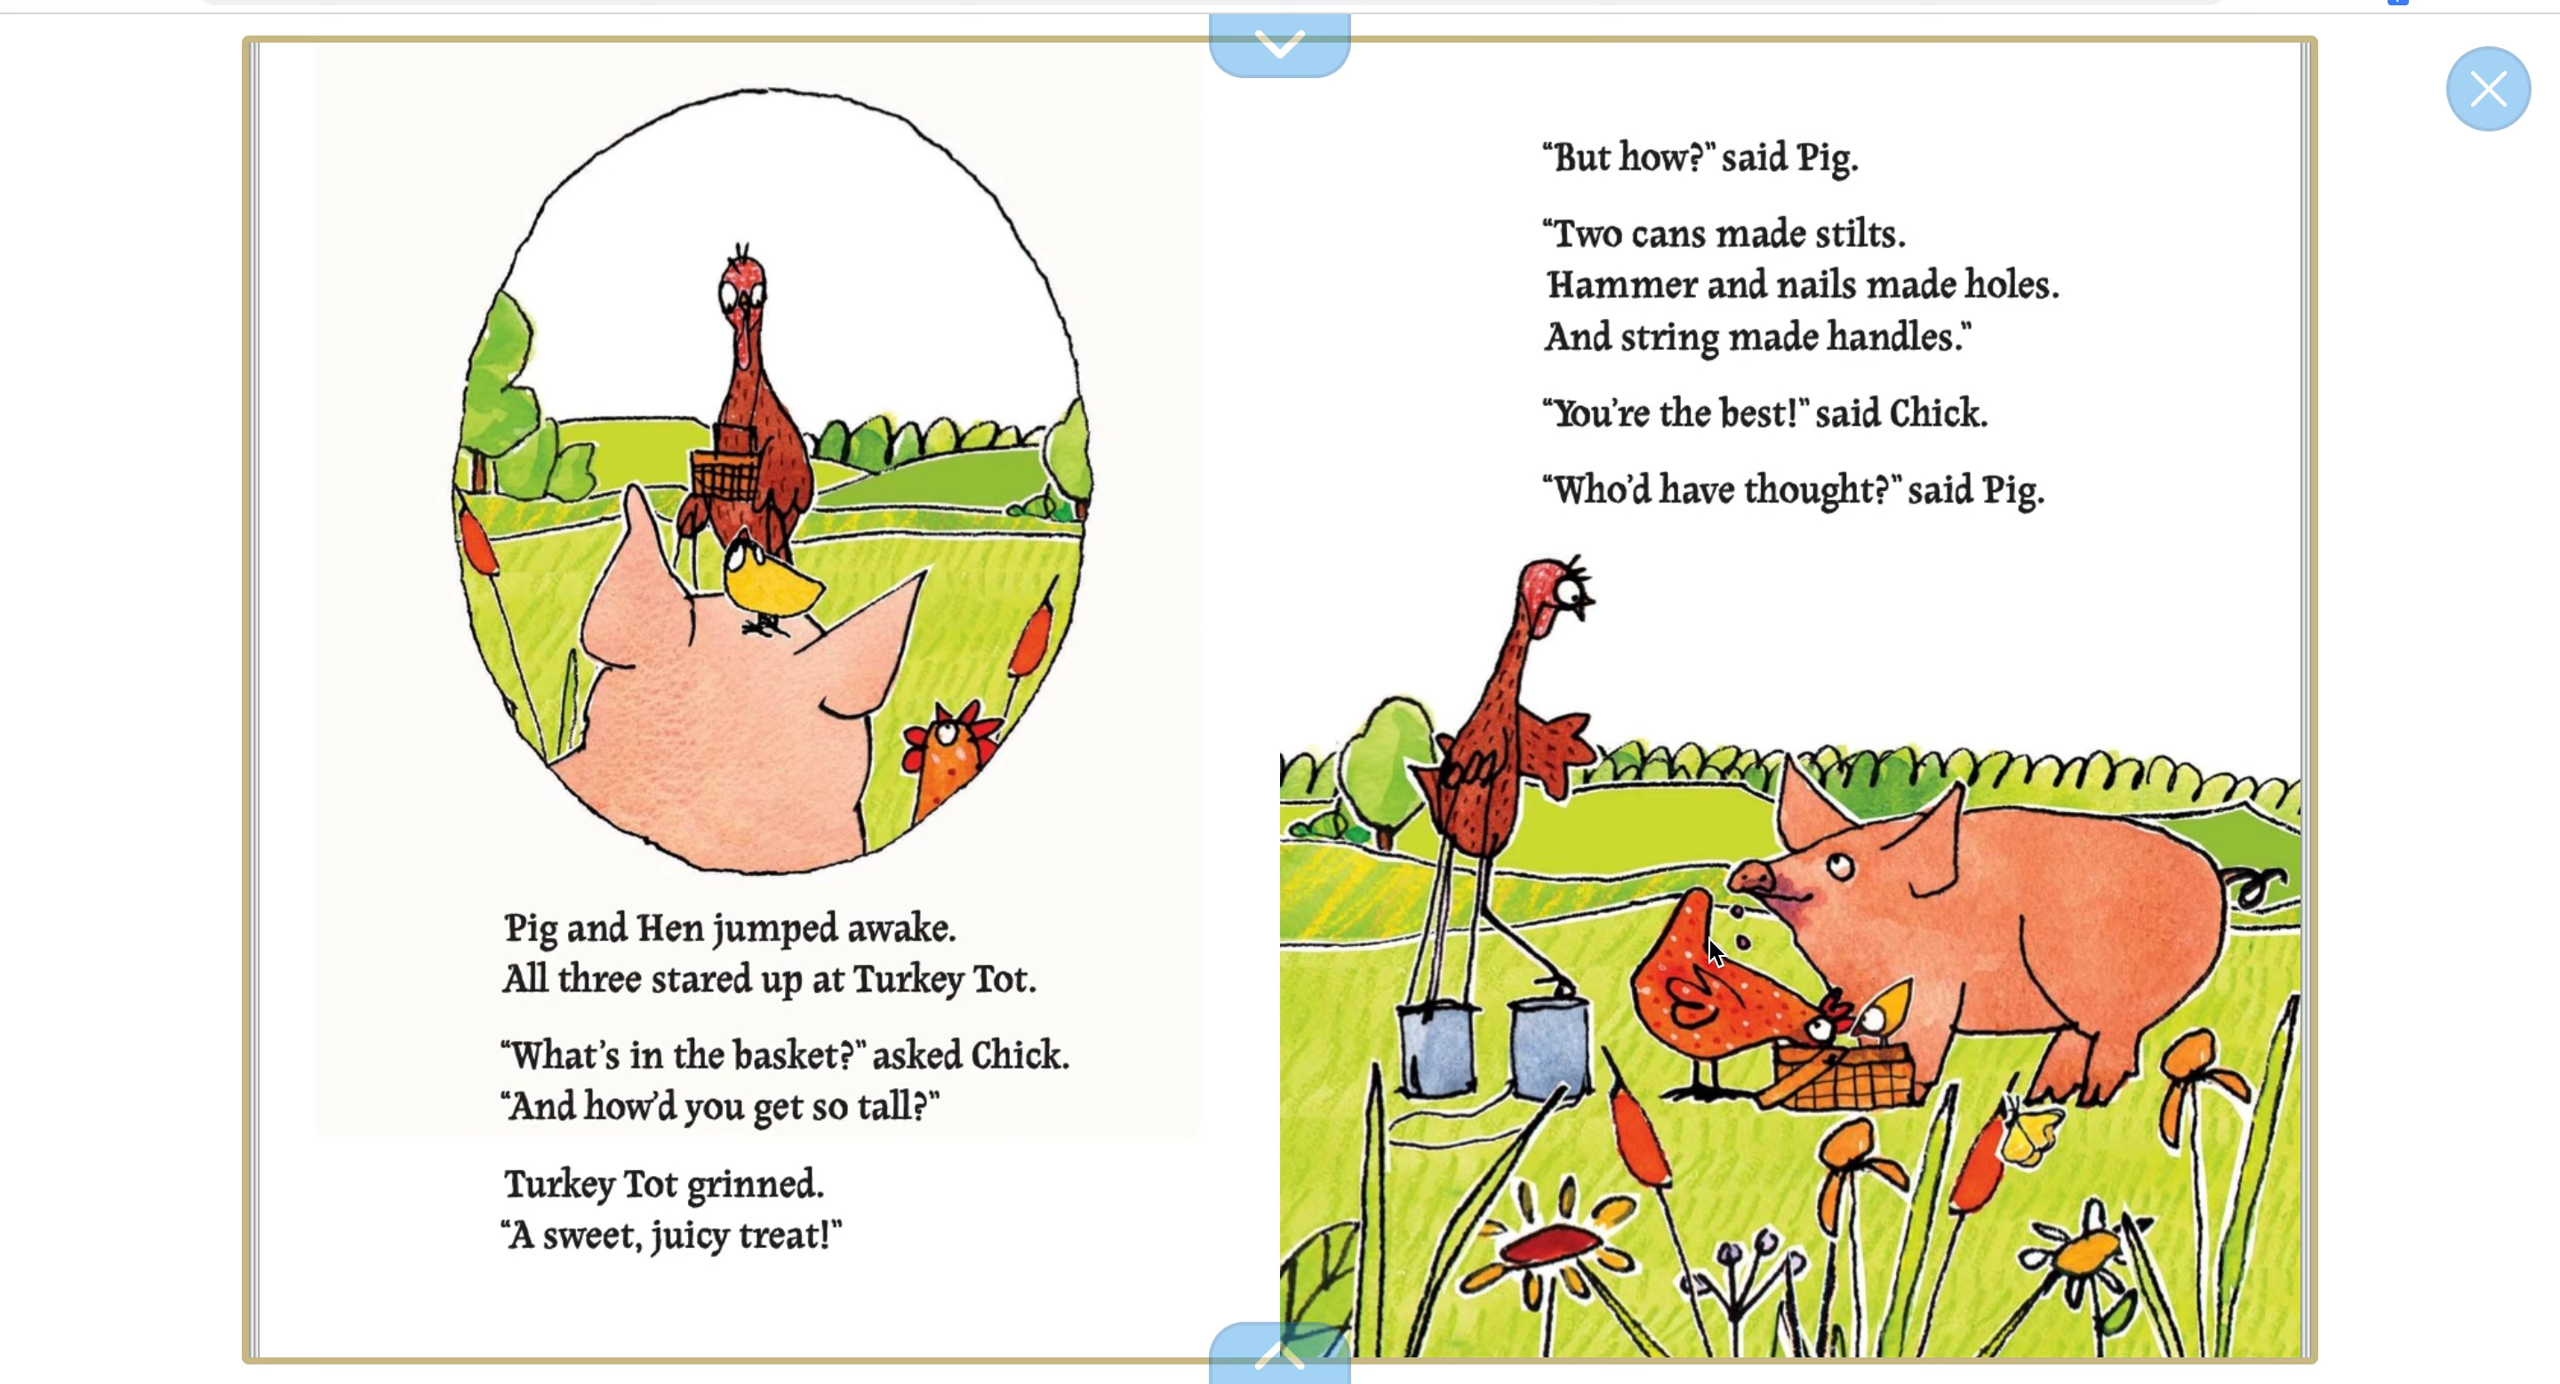 Pig and Hen jumped awake.
All three stared up at Turkey Tot.
“What’s in the basket?” asked Chick.
“And how’d you get so tall?”
Turkey Tot grinned.
“A sweet, juicy treat!”
“But how?” said Pig.
“Two cans made stilts.
Hammer and nails made holes.
And string made handles.”
“You’re the best!” said Chick.
“Who’d have thought?” said Pig.